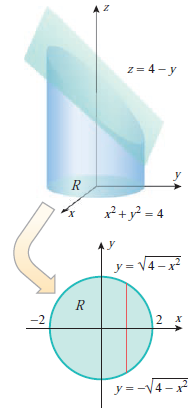 z
z = 4 − y
y
R
x
x² + y² = 4
y
y = √4 − x²
R
−2
2
x
y = −√4 − x²